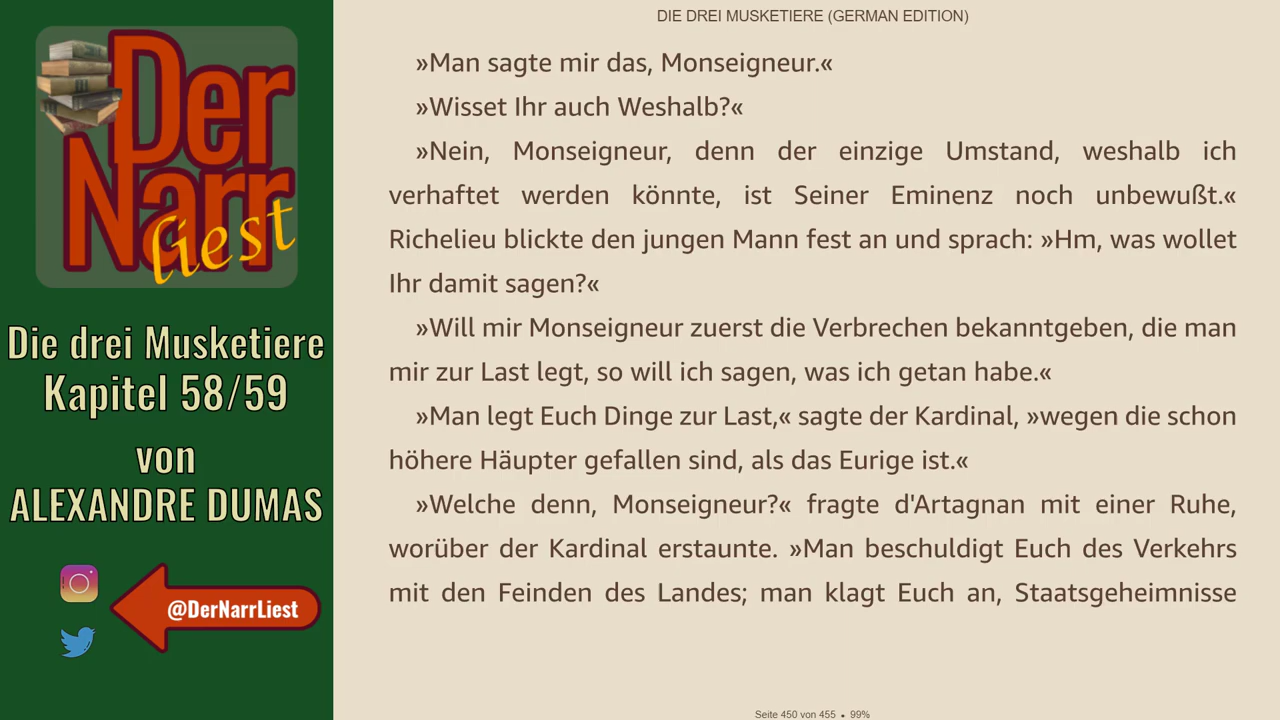 Der
Narr
liest
Die drei Musketiere
Kapitel 58/59
von
ALEXANDRE DUMAS
@DerNarrLiest
DIE DREI MUSKETIERE (GERMAN EDITION)
»Man sagte mir das, Monseigneur.«
»Wisset Ihr auch Weshalb?«
»Nein, Monseigneur, denn der einzige Umstand, weshalb ich
verhaftet werden könnte, ist Seiner Eminenz noch unbewußt.«
Richelieu blickte den jungen Mann fest an und sprach: »Hm, was wollet
Ihr damit sagen?«
»Will mir Monseigneur zuerst die Verbrechen bekanntgeben, die man
mir zur Last legt, so will ich sagen, was ich getan habe.«
»Man legt Euch Dinge zur Last,« sagte der Kardinal, »wegen die schon
höhere Häupter gefallen sind, als das Eurige ist.«
»Welche denn, Monseigneur?« fragte d'Artagnan mit einer Ruhe,
worüber der Kardinal erstaunte. »Man beschuldigt Euch des Verkehrs
mit den Feinden des Landes; man klagt Euch an, Staatsgeheimnisse
Seite 450 von 455 • 99%